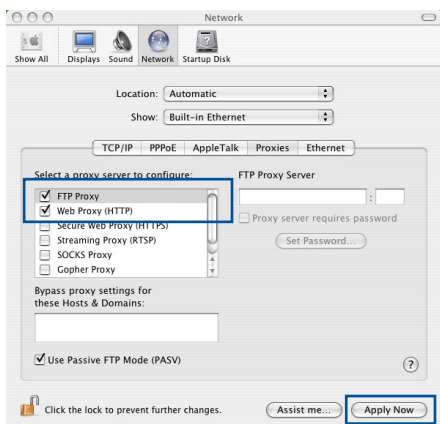 Network
Show All Displays Sound Network Startup Disk
Location: Automatic
Show: Built-in Ethernet
TCP/IP PPPoE AppleTalk Proxies Ethernet
Select a proxy server to configure:
FTP Proxy
Web Proxy (HTTP)
Secure Web Proxy (HTTPS)
Streaming Proxy (RTSP)
SOCKS Proxy
Gopher Proxy
FTP Proxy Server
:
Proxy server requires password
Set Password...
Bypass proxy settings for
these Hosts & Domains:
Use Passive FTP Mode (PASV)
?
Click the lock to prevent further changes.
Assist me... Apply Now